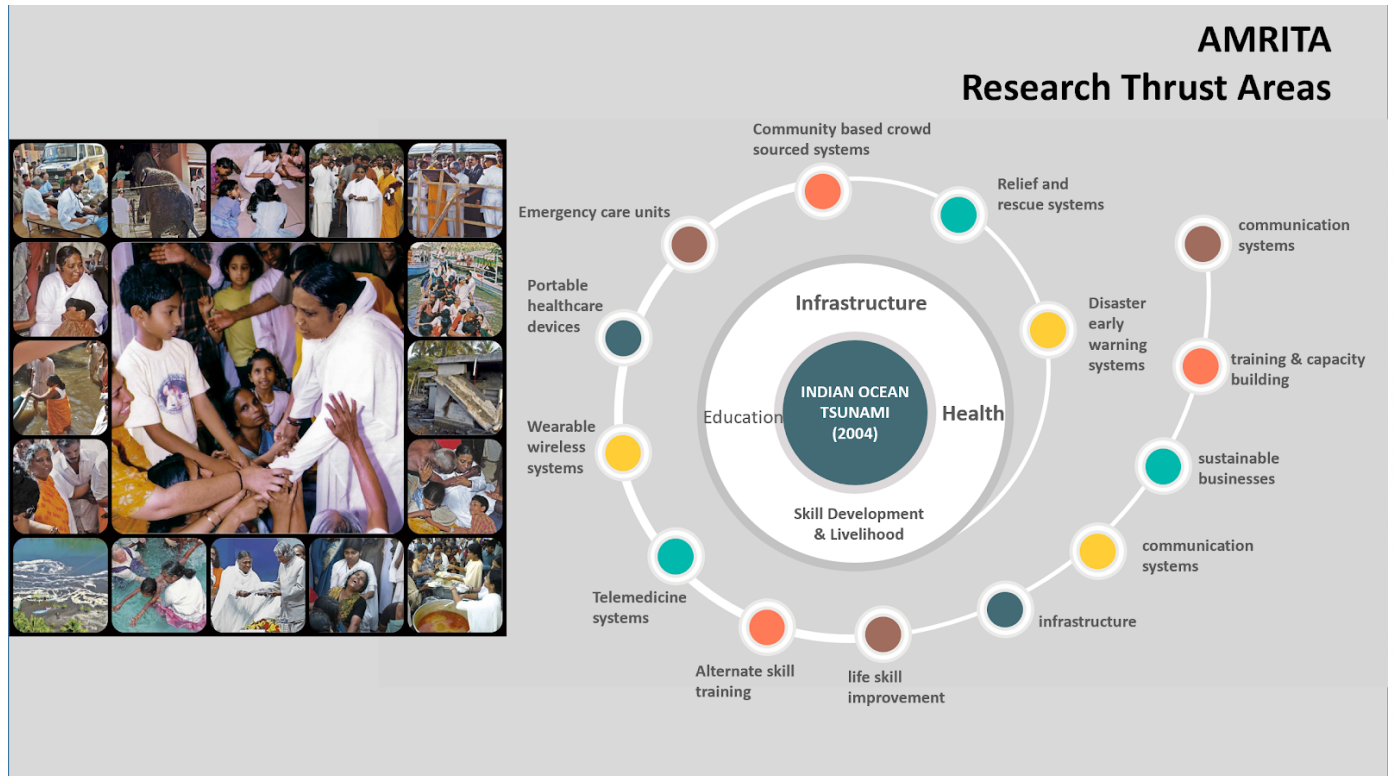 AMRITA
Research Thrust Areas
Community based crowd
sourced systems
Relief and
rescue systems
Emergency care units
communication
systems
Portable
healthcare
devices
Infrastructure
Disaster
early
warning
systems
training & capacity
building
INDIAN OCEAN
TSUNAMI
(2004)
Education
Health
Wearable
wireless
systems
sustainable
businesses
Skill Development
& Livelihood
communication
systems
Telemedicine
systems
infrastructure
Alternate skill
training
life skill
improvement